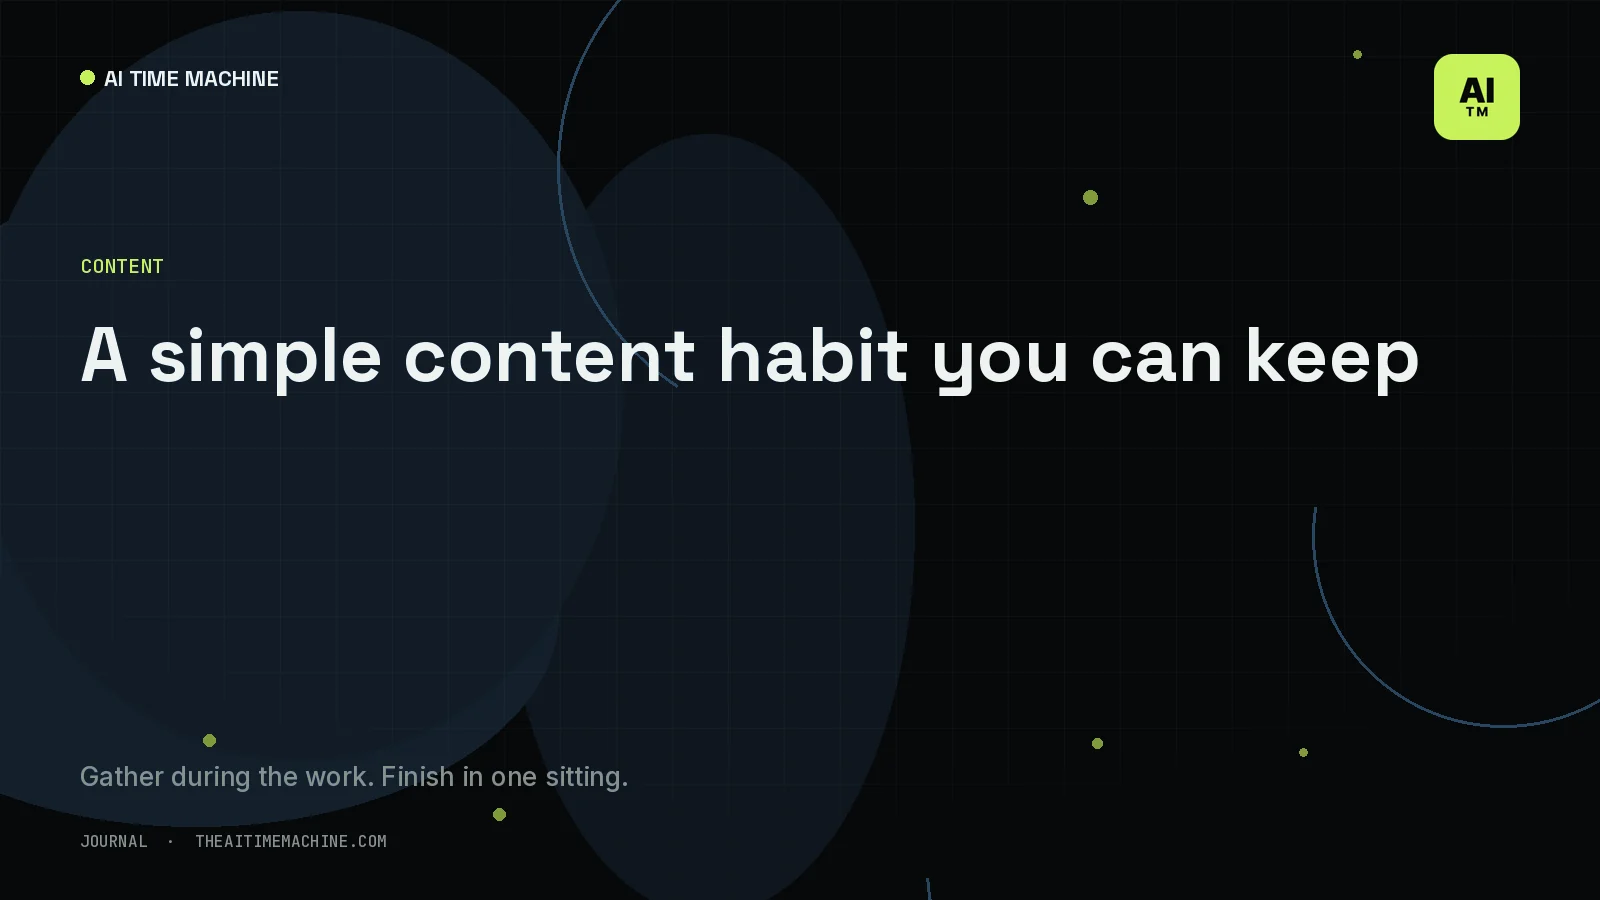 AI TIME MACHINE
AI
TM
CONTENT
A simple content habit you can keep
Gather during the work. Finish in one sitting.
JOURNAL · THEAITIMEMACHINE.COM